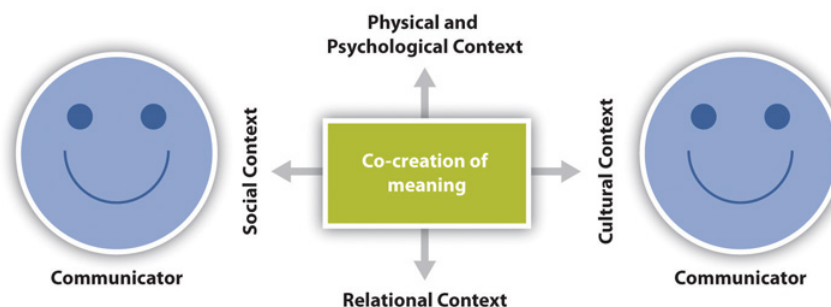 Physical and
Psychological Context
Social Context
Co-creation of
meaning
Cultural Context
Communicator
Communicator
Relational Context